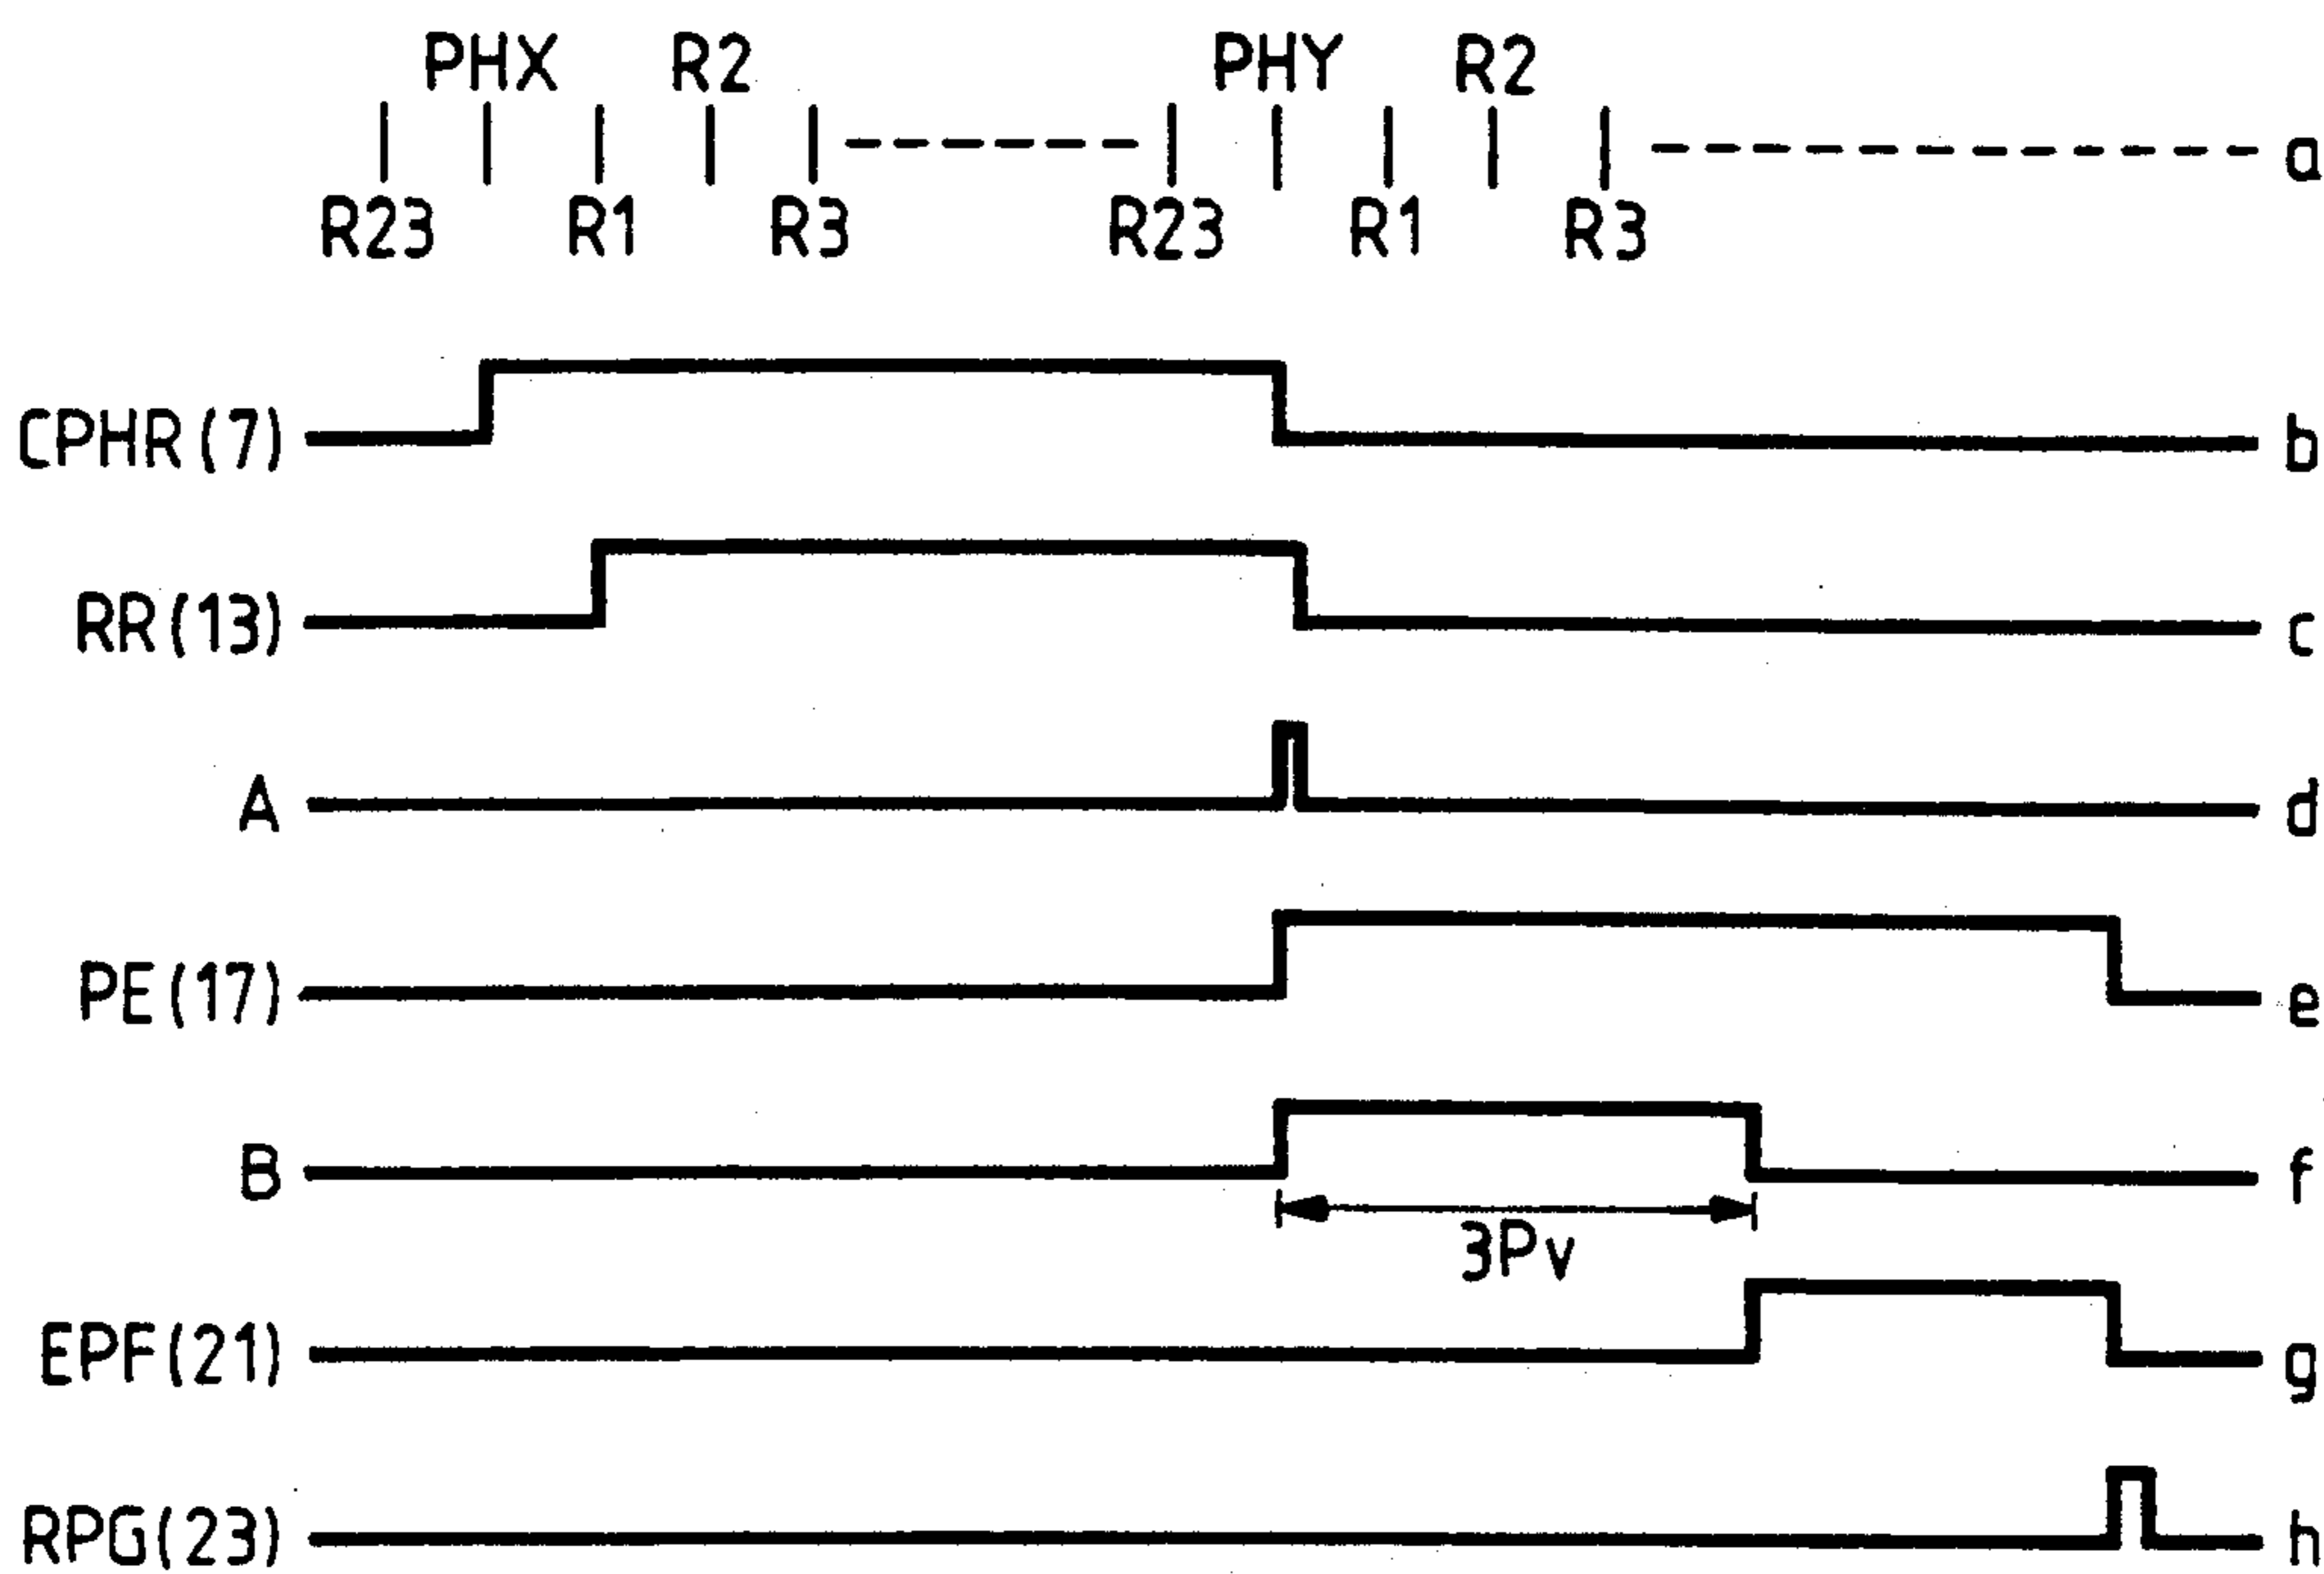 PHX R2 PHY R2
a
R23 R1 R3 R23 R1 R3
CPHR(7) b
RR(13) c
A d
PE(17) e
B f
3Pv
EPF(21) g
RPG(23) h